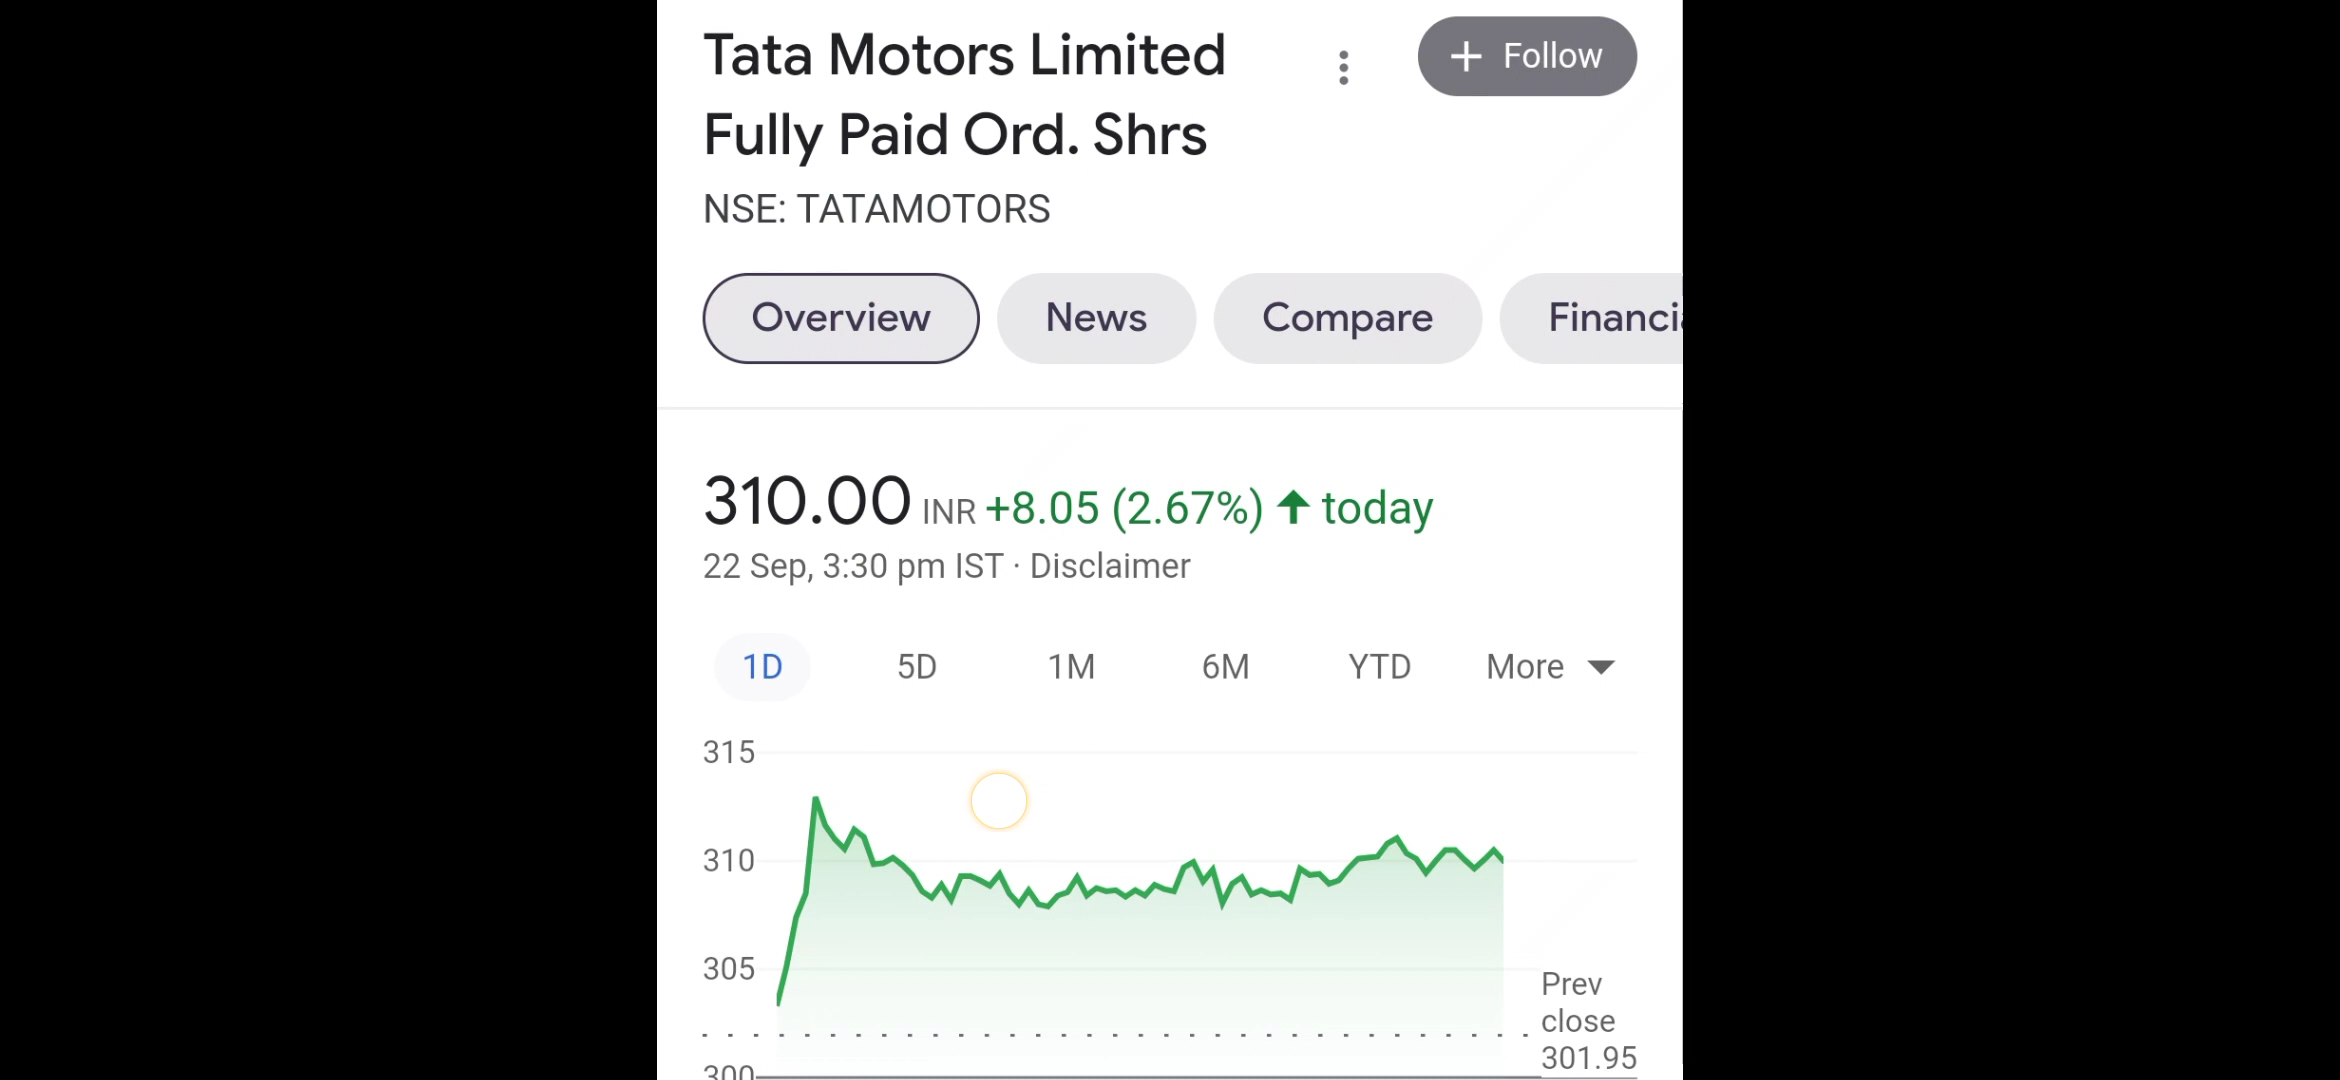 Tata Motors Limited
Fully Paid Ord. Shrs
+ Follow
NSE: TATAMOTORS
Overview News Compare Financi
310.00 INR +8.05 (2.67%) ↑ today
22 Sep, 3:30 pm IST · Disclaimer
1D 5D 1M 6M YTD More
315
310
305
300
Prev
close
301.95